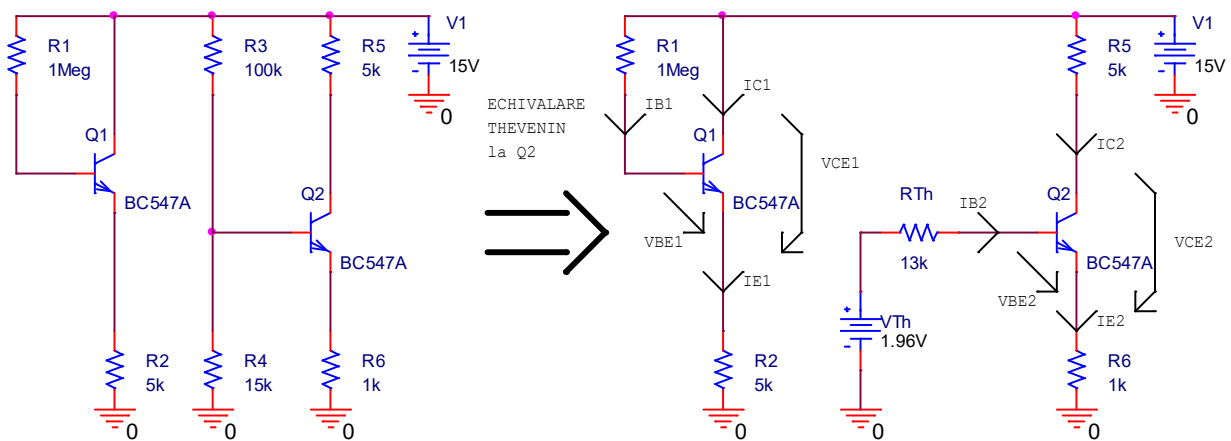 R1
1Meg
Q1
BC547A
R2
5k
0
R3
100k
R4
15k
0
R5
5k
Q2
BC547A
R6
1k
0
V1
15V
0
ECHIVALARE
THEVENIN
la Q2
R1
1Meg
IB1
IC1
Q1
BC547A
VBE1
VCE1
IE1
R2
5k
0
VTh
1.96V
0
RTh
13k
IB2
R5
5k
IC2
Q2
BC547A
VBE2
VCE2
IE2
R6
1k
0
V1
15V
0